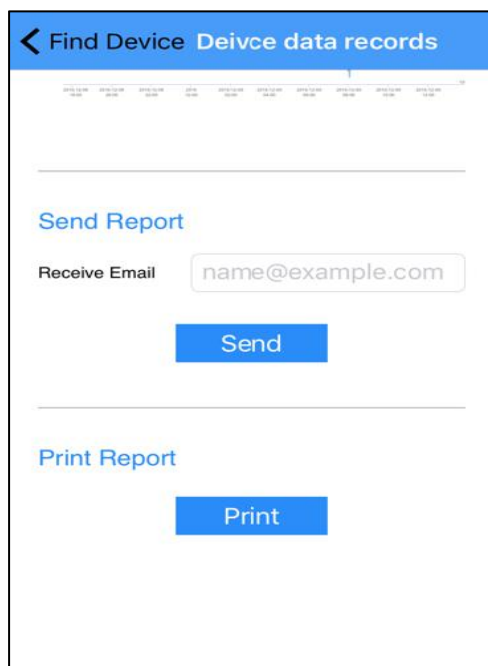 Find Device Deivce data records
Send Report
Receive Email name@example.com
Send
Print Report
Print